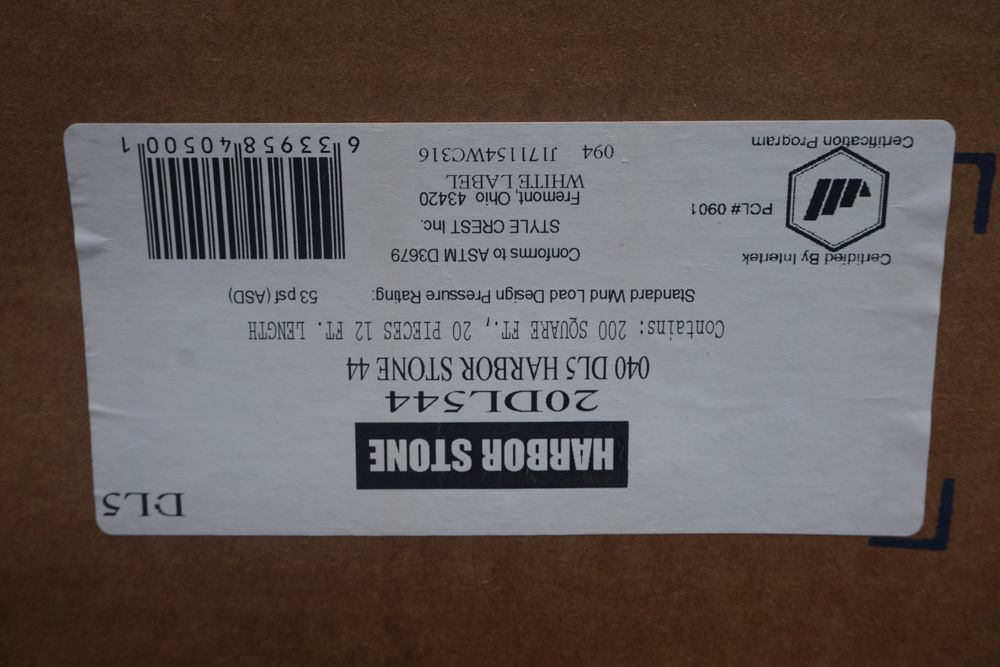 DL5
HARBOR STONE
20DL544
040 DL5 HARBOR STONE 44
Contains: 200 SQUARE FT., 20 PIECES 12 FT. LENGTH
Standard Wind Load Design Pressure Rating: 53 psf (ASD)
Certidied By Intertek
PCL# 0901
Certification Program
Conforms to ASTM D3679
STYLE CREST Inc.
Fremont, Ohio 43420
WHITE LABEL
094 J171154WC316
6 33958 40500 1